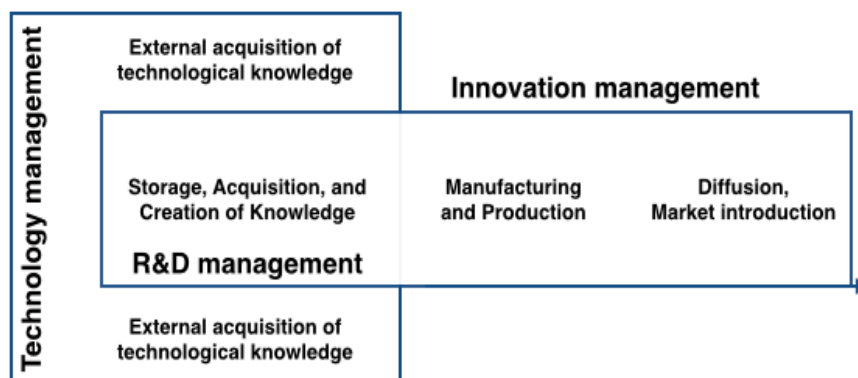 Technology management
External acquisition of
technological knowledge
Innovation management
Storage, Acquisition, and
Creation of Knowledge
Manufacturing
and Production
Diffusion,
Market introduction
R&D management
External acquisition of
technological knowledge